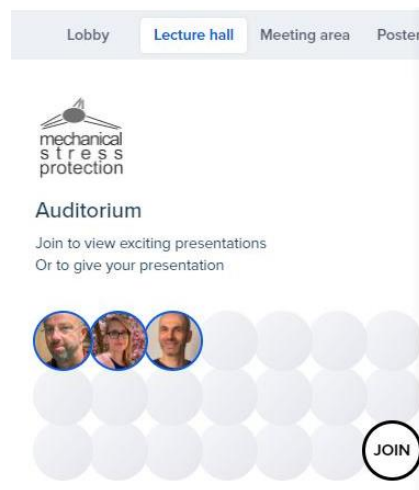 Lobby
Lecture hall
Meeting area
Poster
mechanical
stress
protection
Auditorium
Join to view exciting presentations
Or to give your presentation
JOIN